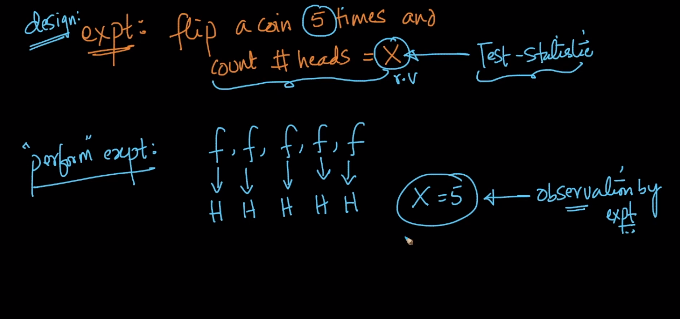 design: expt: flip a coin 5 times and
count # heads = X ← Test-statistic
r.v
"perform" expt: f, f, f, f, f
H H H H H
X = 5 ← observation by
expt